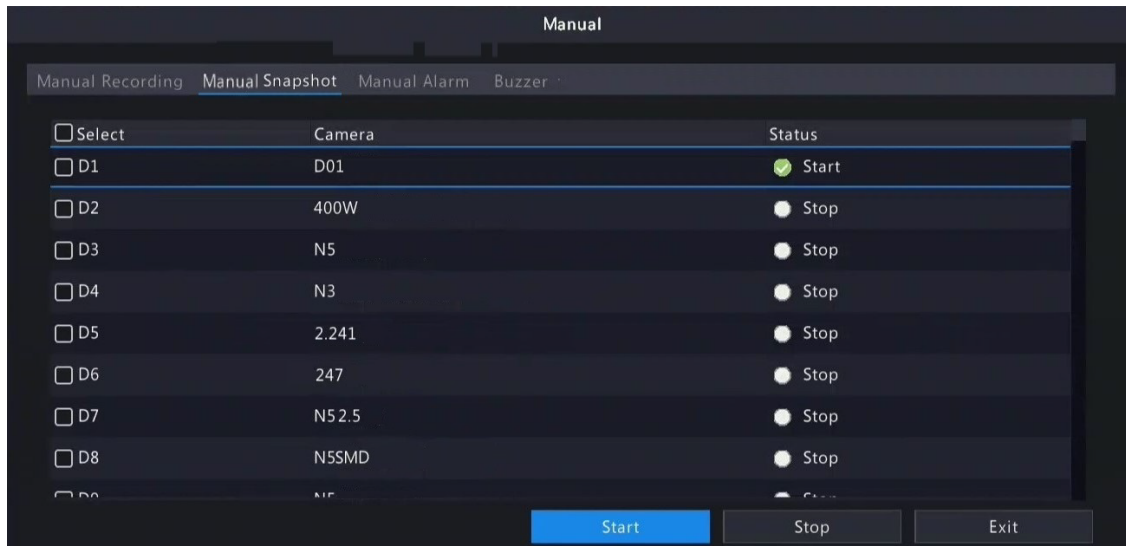 Manual
Manual Recording Manual Snapshot Manual Alarm Buzzer
Select Camera Status
D1 D01 Start
D2 400W Stop
D3 N5 Stop
D4 N3 Stop
D5 2.241 Stop
D6 247 Stop
D7 N52.5 Stop
D8 N5SMD Stop
Start Stop Exit